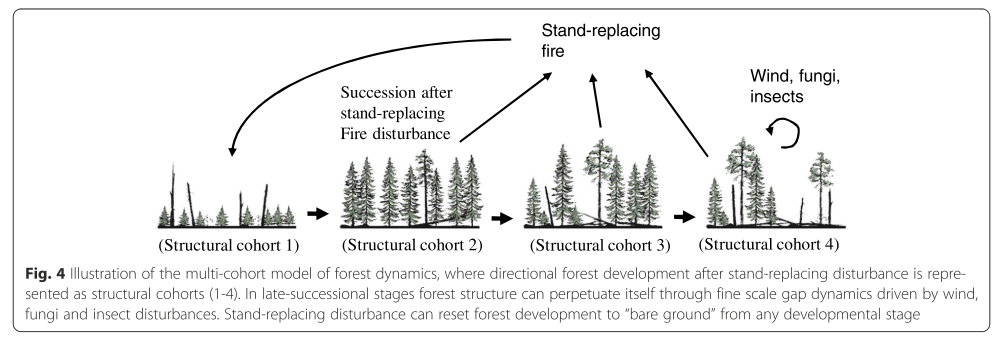 Stand-replacing
fire
Wind, fungi,
insects
Succession after
stand-replacing
Fire disturbance
(Structural cohort 1)
(Structural cohort 2)
(Structural cohort 3)
(Structural cohort 4)
Fig. 4 Illustration of the multi-cohort model of forest dynamics, where directional forest development after stand-replacing disturbance is repre-
sented as structural cohorts (1-4). In late-successional stages forest structure can perpetuate itself through fine scale gap dynamics driven by wind,
fungi and insect disturbances. Stand-replacing disturbance can reset forest development to “bare ground” from any developmental stage